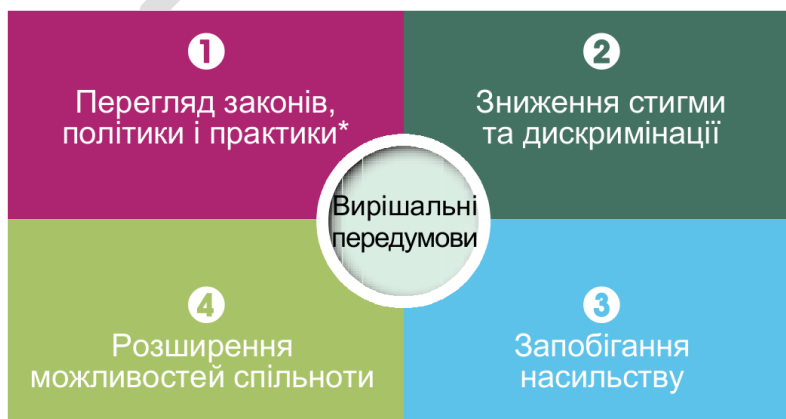 1
Перегляд законів,
політики і практики*
2
Зниження стигми
та дискримінації
Вирішальні
передумови
4
Розширення
можливостей спільноти
3
Запобігання
насильству